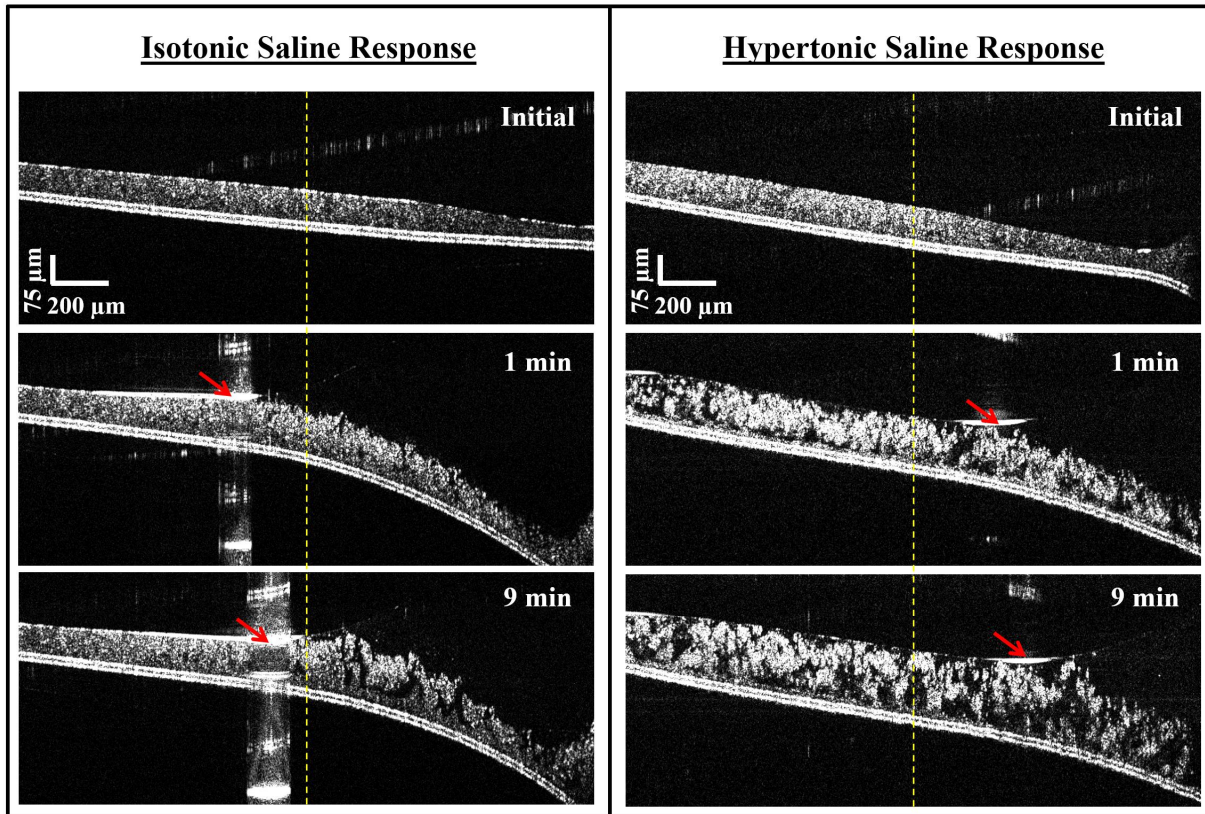 Isotonic Saline Response
Initial
75 µm
200 µm
1 min
9 min
Hypertonic Saline Response
Initial
75 µm
200 µm
1 min
9 min